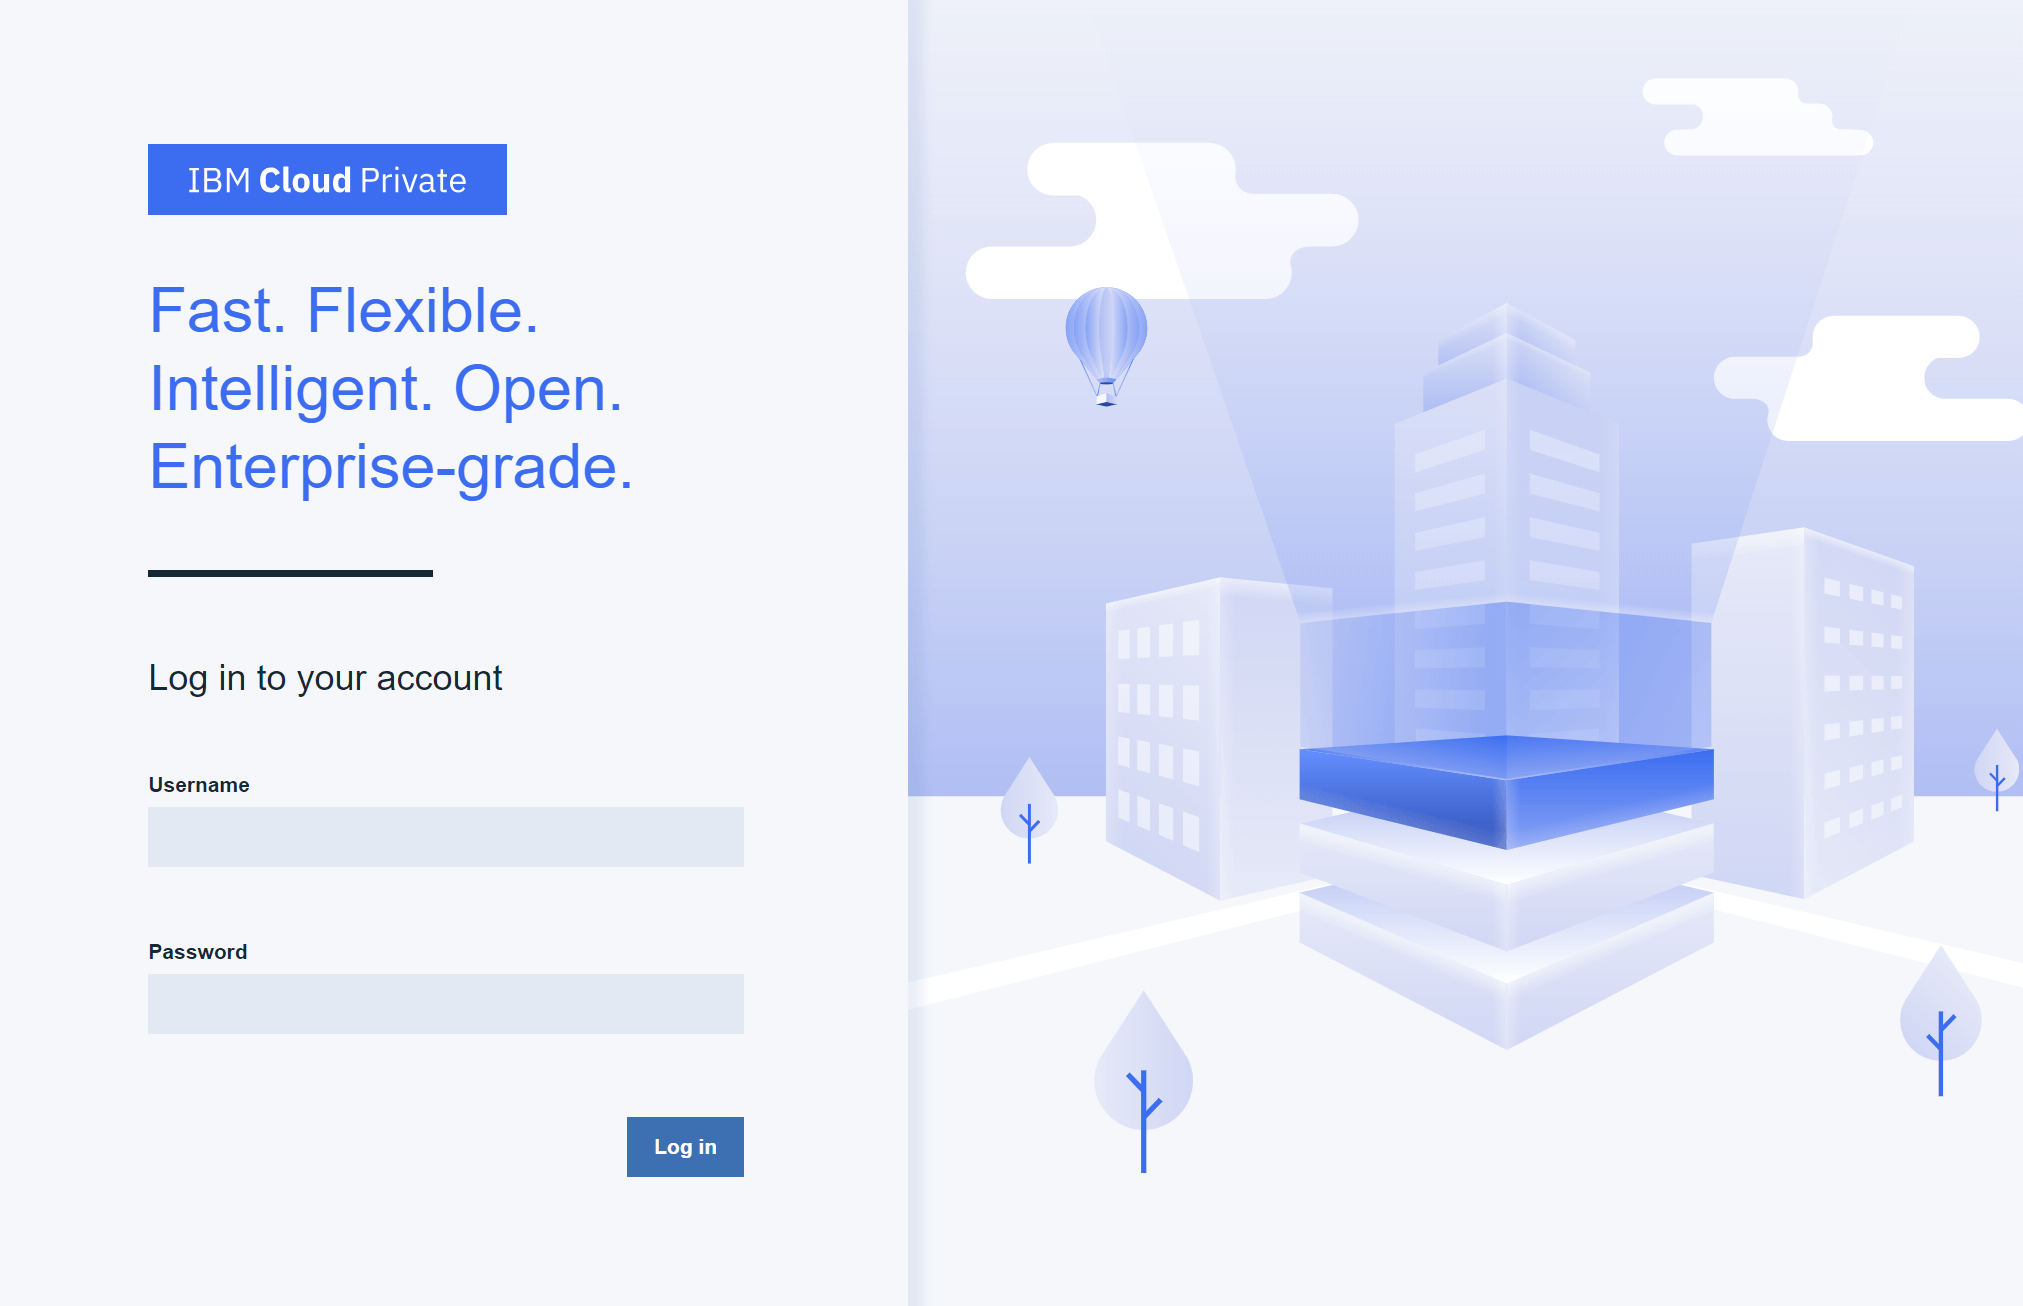 IBM Cloud Private
Fast. Flexible.
Intelligent. Open.
Enterprise-grade.
Log in to your account
Username
Password
Log in